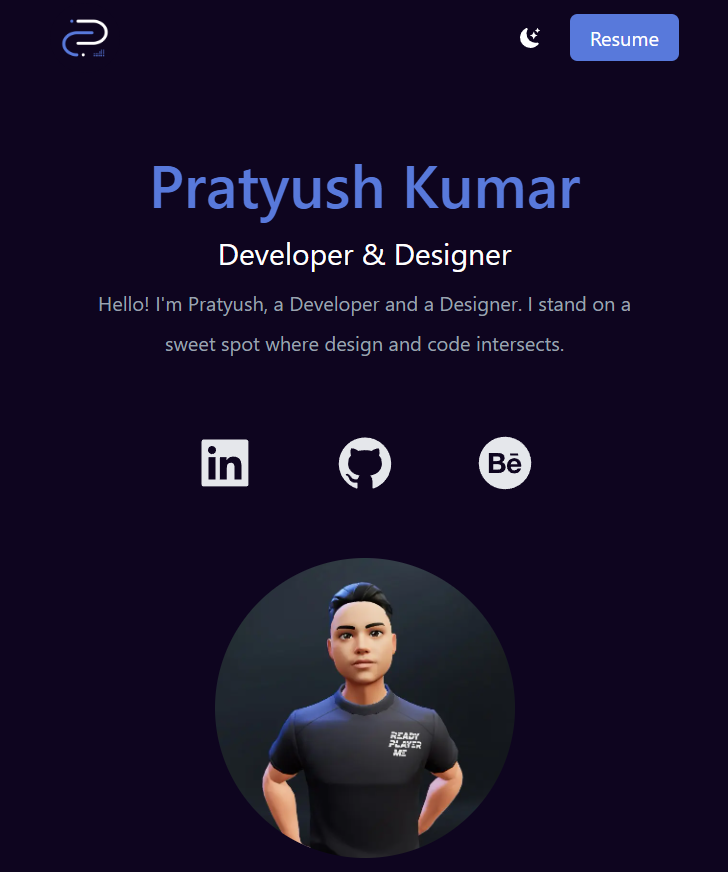 Resume
Pratyush Kumar
Developer & Designer
Hello! I'm Pratyush, a Developer and a Designer. I stand on a
sweet spot where design and code intersects.
in
Bē
READY
PLAYER
ME